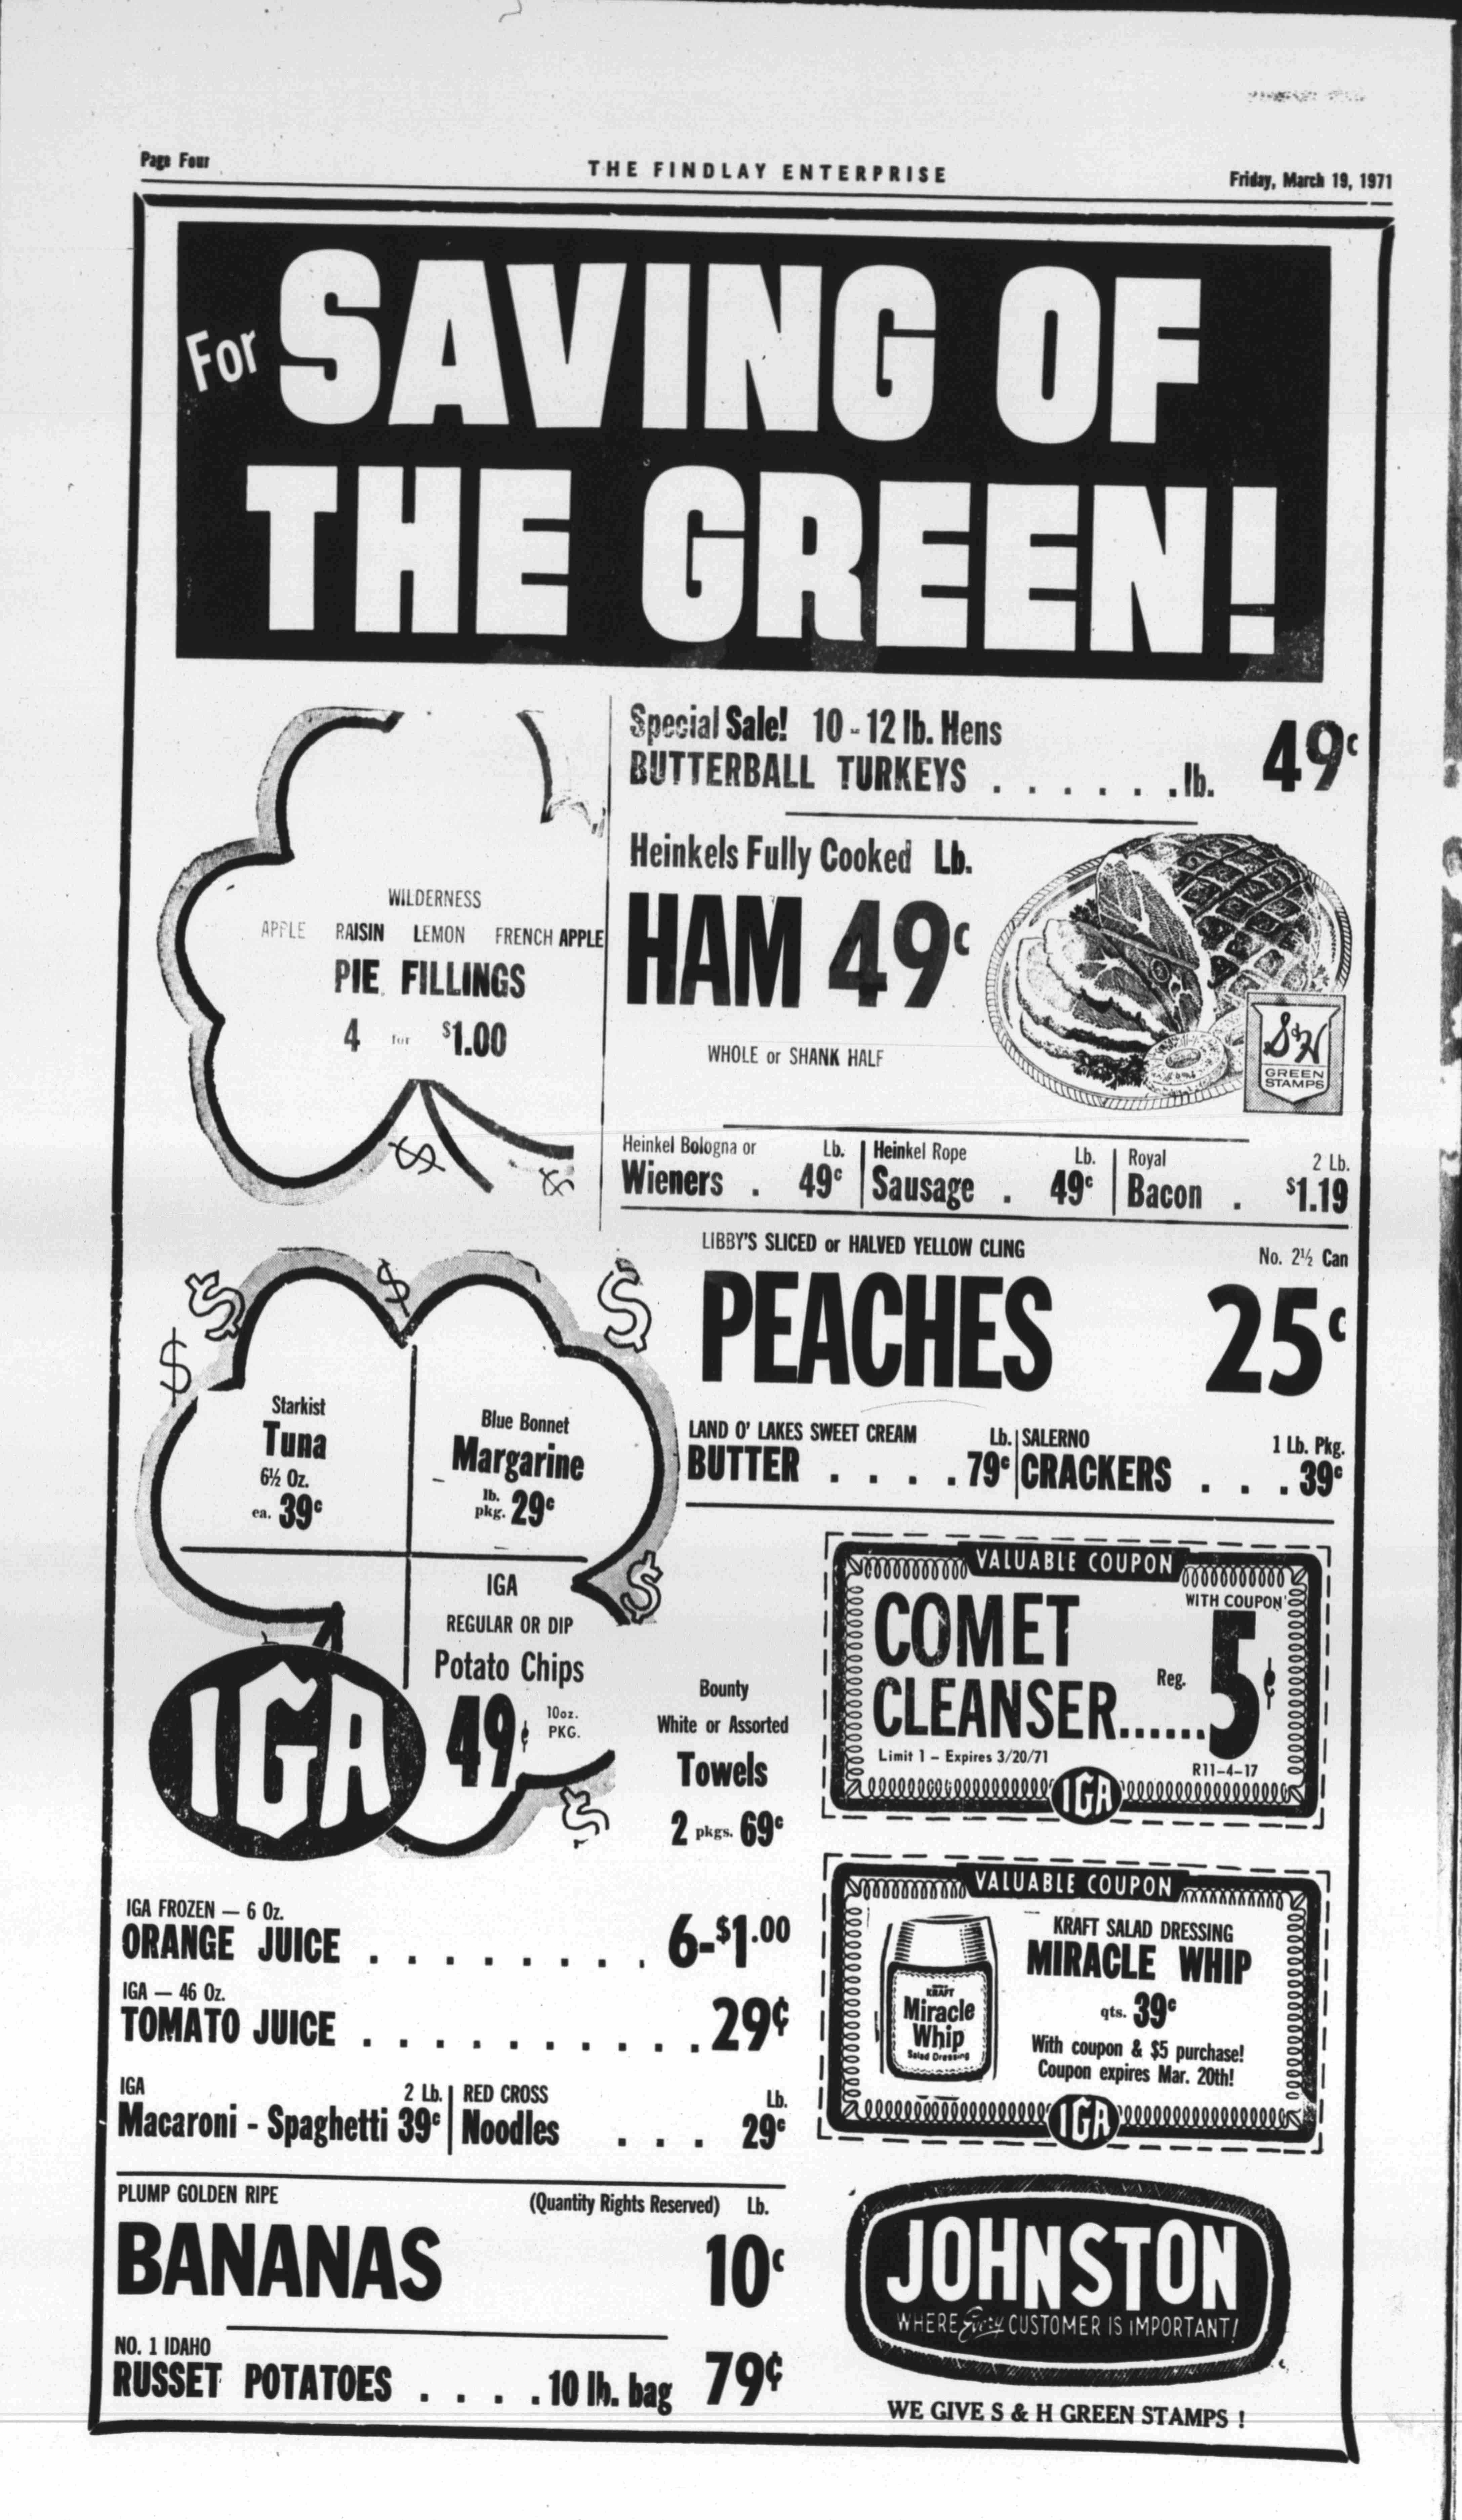 Page Four
THE FINDLAY ENTERPRISE
Friday, March 19, 1971
For SAVING OF
THE GREEN!
Special Sale! 10-12 lb. Hens
BUTTERBALL TURKEYS . . . . . . lb. 49¢
Heinkels Fully Cooked Lb.
HAM 49¢
WHOLE or SHANK HALF
S&H
GREEN
STAMPS
WILDERNESS
APPLE RAISIN LEMON FRENCH APPLE
PIE FILLINGS
4 for $1.00
$ $
Heinkel Bologna or Lb.
Wieners . 49¢
Heinkel Rope Lb.
Sausage . 49¢
Royal 2 Lb.
Bacon . $1.19
LIBBY'S SLICED or HALVED YELLOW CLING No. 2½ Can
PEACHES 25¢
LAND O' LAKES SWEET CREAM Lb.
BUTTER . . . . 79¢
SALERNO 1 Lb. Pkg.
CRACKERS . . . 39¢
$ $ $ $
Starkist
Tuna
6½ Oz.
ea. 39¢
Blue Bonnet
Margarine
lb.
pkg. 29¢
$
IGA
REGULAR OR DIP
Potato Chips
49¢ 10oz.
PKG.
IGA
$
Bounty
White or Assorted
Towels
2 pkgs. 69¢
VALUABLE COUPON
WITH COUPON
COMET
CLEANSER...... Reg. 5¢
Limit 1 - Expires 3/20/71
R11-4-17
IGA
VALUABLE COUPON
KRAFT SALAD DRESSING
MIRACLE WHIP
qts. 39¢
With coupon & $5 purchase!
Coupon expires Mar. 20th!
KRAFT
Miracle
Whip
Salad Dressing
IGA
IGA FROZEN — 6 Oz.
ORANGE JUICE . . . . . . . . 6-$1.00
IGA — 46 Oz.
TOMATO JUICE . . . . . . . . . . 29¢
IGA 2 Lb.
Macaroni - Spaghetti 39¢
RED CROSS Lb.
Noodles . . . 29¢
PLUMP GOLDEN RIPE (Quantity Rights Reserved) Lb.
BANANAS 10¢
NO. 1 IDAHO
RUSSET POTATOES . . . . 10 lb. bag 79¢
JOHNSTON
WHERE Every CUSTOMER IS IMPORTANT!
WE GIVE S & H GREEN STAMPS !